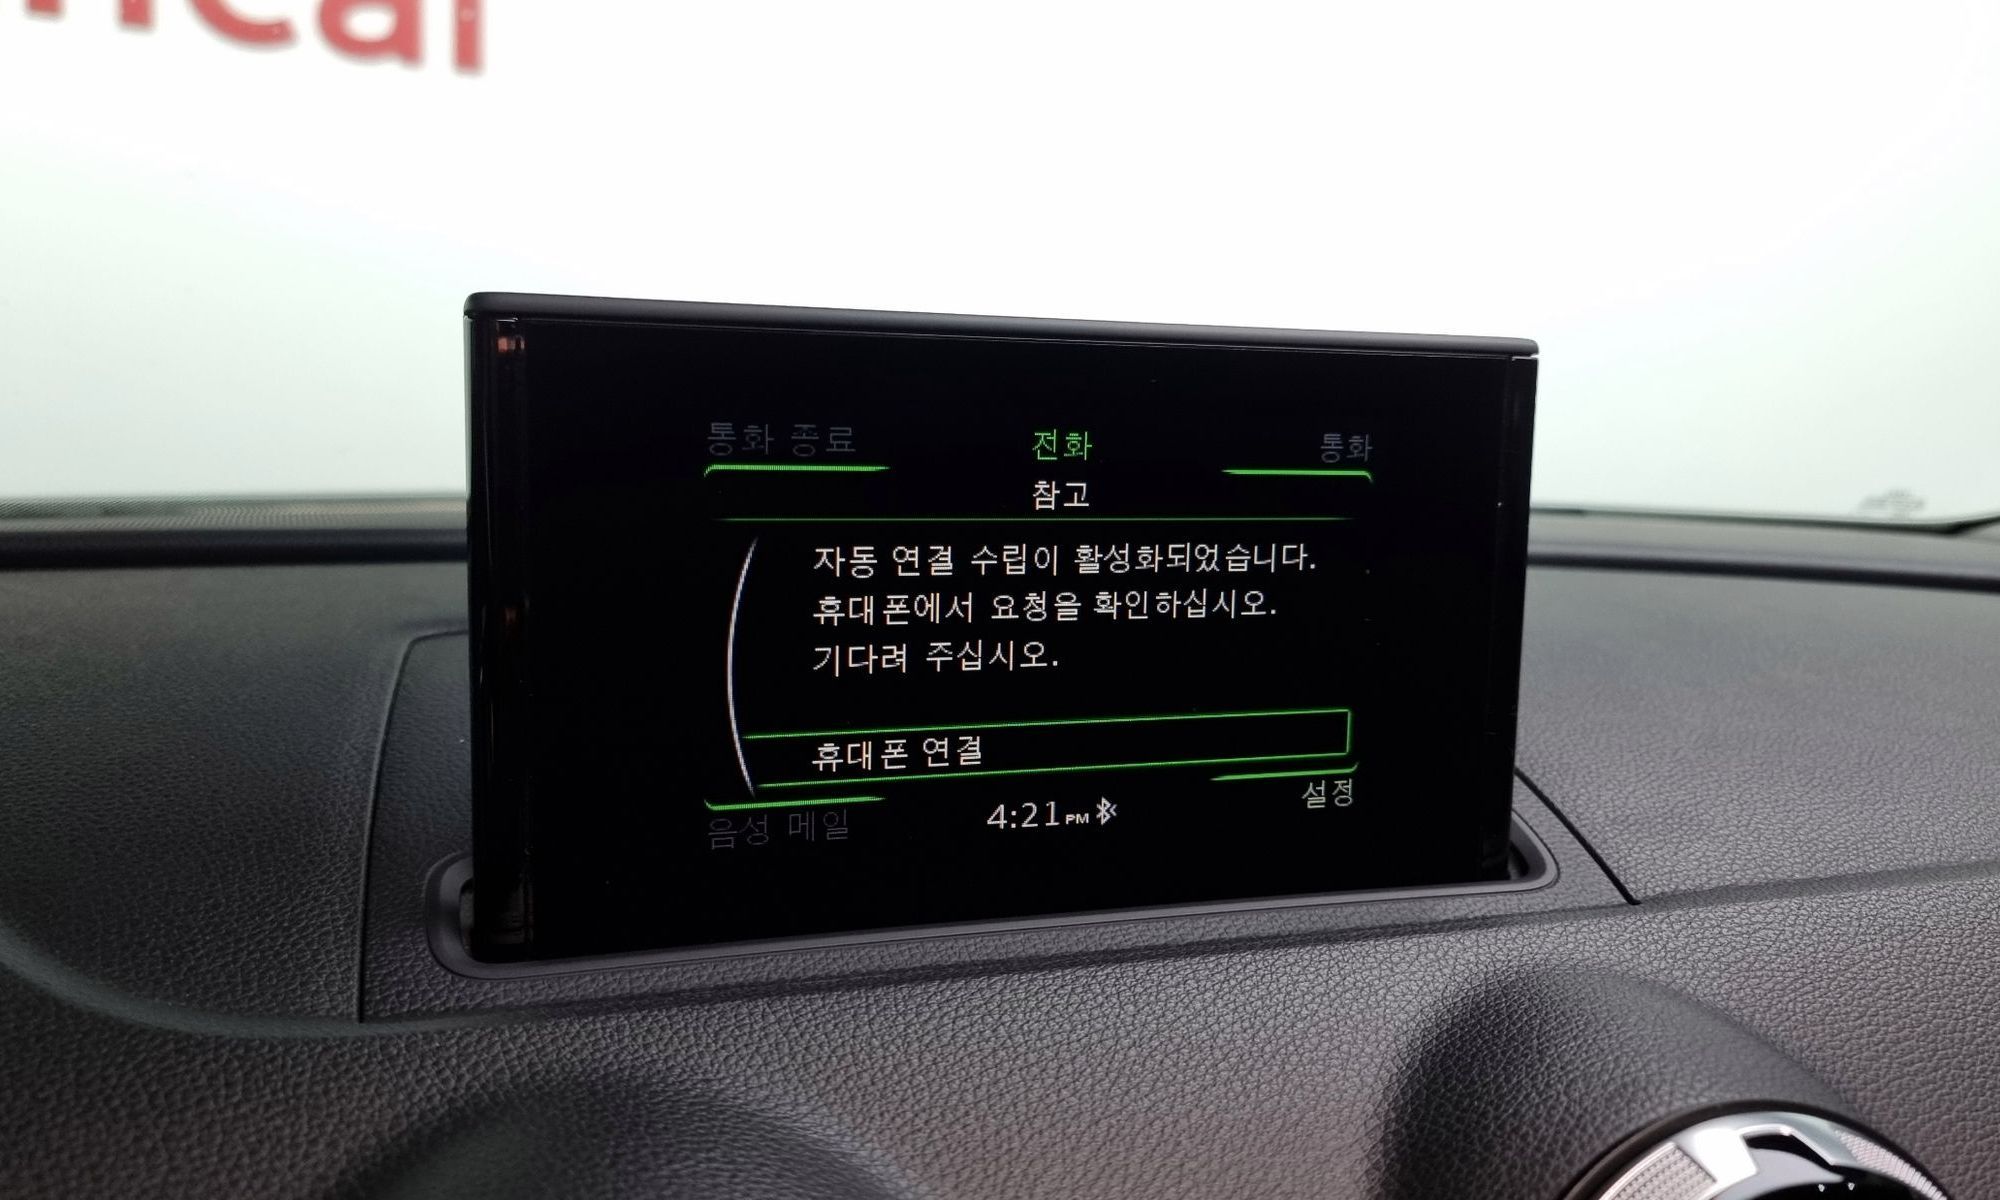 통화 종료 전화 통화
참고
자동 연결 수립이 활성화되었습니다.
휴대폰에서 요청을 확인하십시오.
기다려 주십시오.
휴대폰 연결
설정
음성 메일 4:21 PM